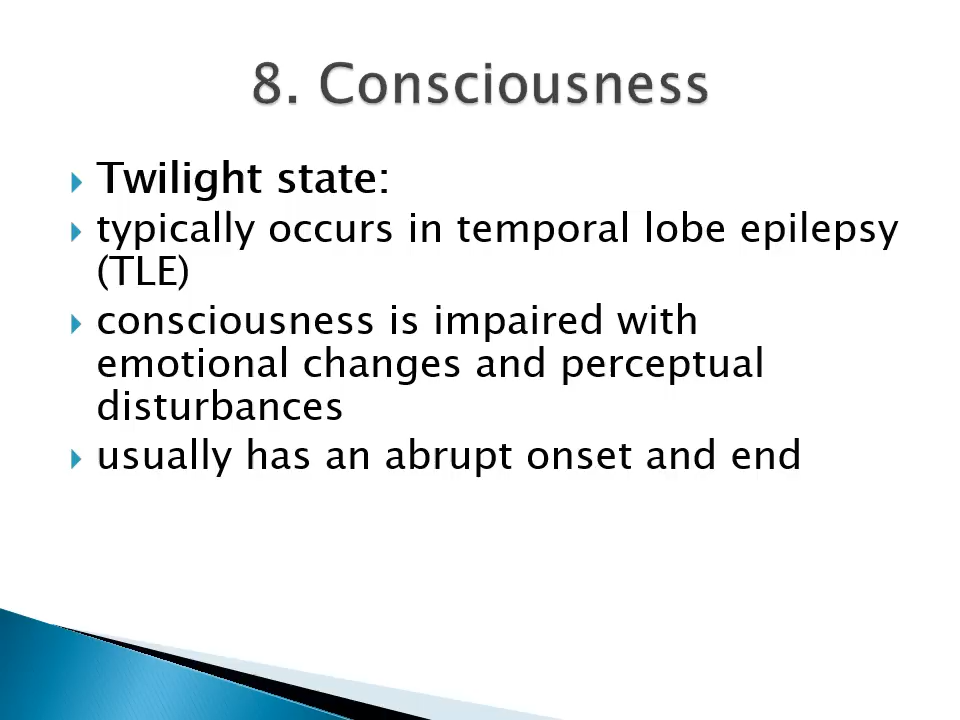 8. Consciousness
Twilight state:
typically occurs in temporal lobe epilepsy
(TLE)
consciousness is impaired with
emotional changes and perceptual
disturbances
usually has an abrupt onset and end